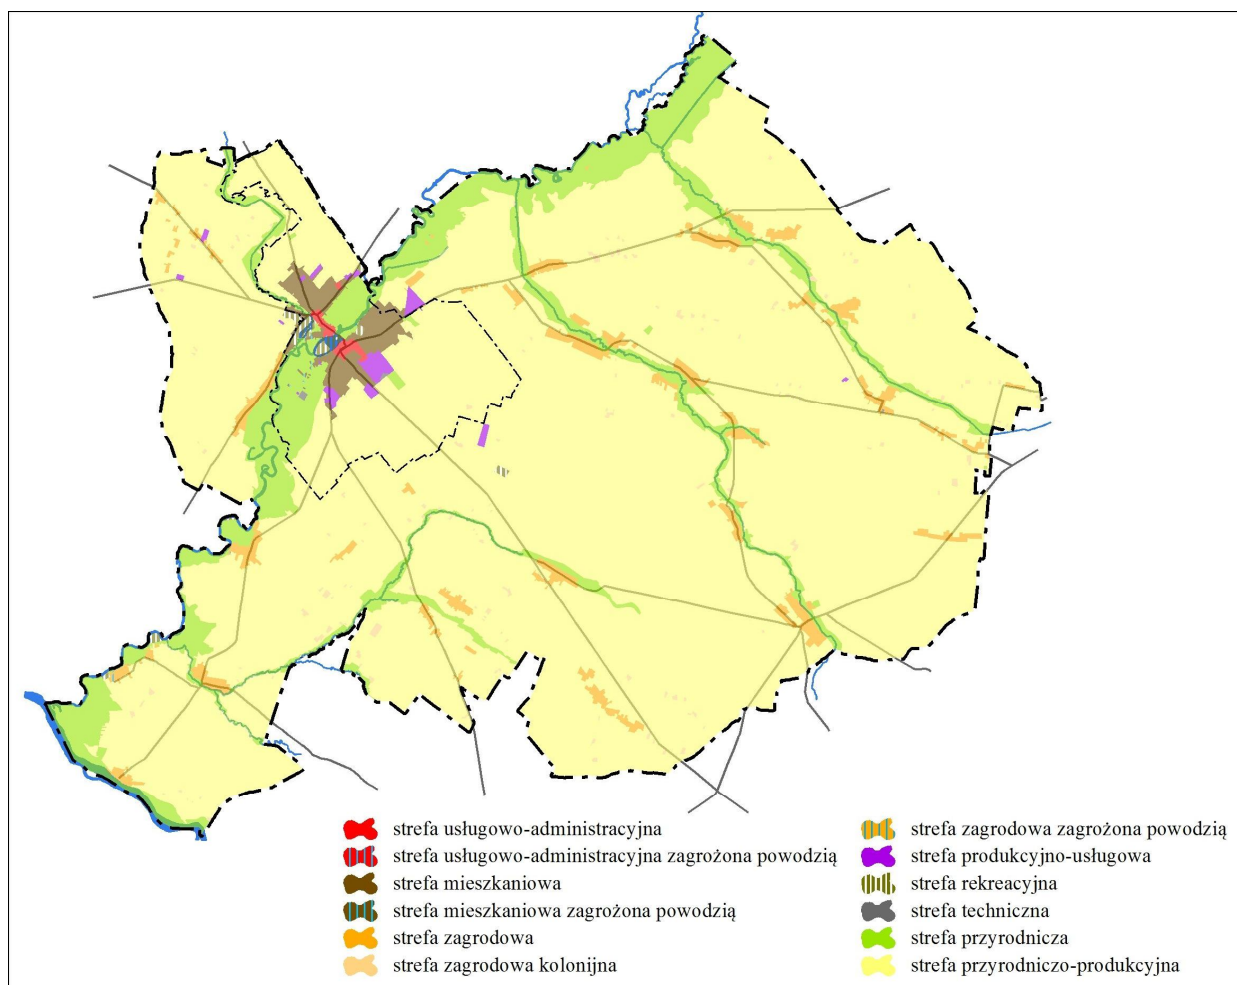 strefa usługowo-administracyjna
strefa usługowo-administracyjna zagrożona powodzią
strefa mieszkaniowa
strefa mieszkaniowa zagrożona powodzią
strefa zagrodowa
strefa zagrodowa kolonijna
strefa zagrodowa zagrożona powodzią
strefa produkcyjno-usługowa
strefa rekreacyjna
strefa techniczna
strefa przyrodnicza
strefa przyrodniczo-produkcyjna